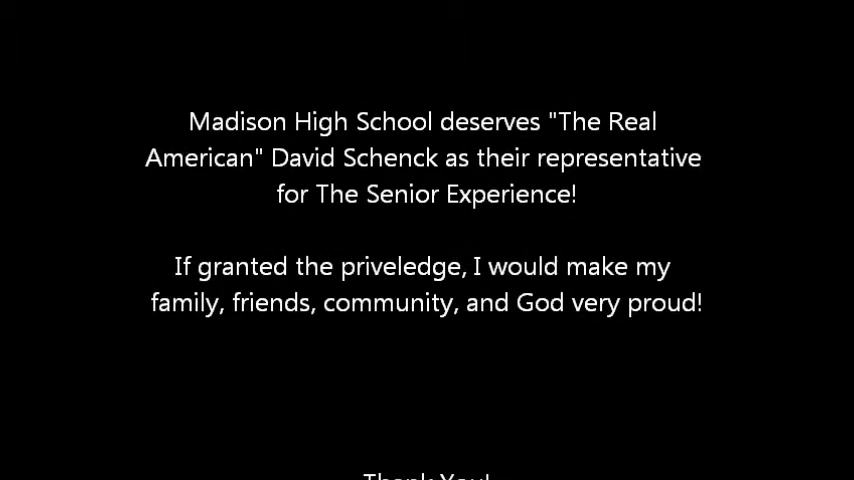 Madison High School deserves "The Real
American" David Schenck as their representative
for The Senior Experience!
If granted the priveledge, I would make my
family, friends, community, and God very proud!
Thank You!